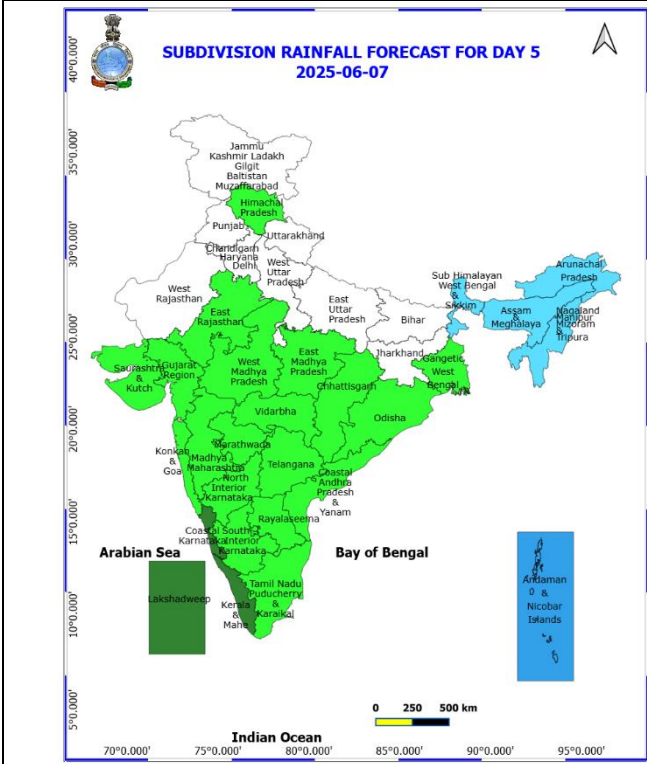 SUBDIVISION RAINFALL FORECAST FOR DAY 5
2025-06-07
Jammu
Kashmir Ladakh
Gilgit
Baltistan
Muzaffarabad
Himachal
Pradesh
Punjab
Uttarakhand
Chandigarh
Haryana
Delhi
West
Uttar
Pradesh
West
Rajasthan
East
Rajasthan
East
Uttar
Pradesh
Bihar
Sub Himalayan
West Bengal
&
Sikkim
Arunachal
Pradesh
Assam
&
Meghalaya
Nagaland
Manipur
Mizoram
&
Tripura
Jharkhand
Gangetic
West
Bengal
Saurashtra
&
Kutch
Gujarat
Region
West
Madhya
Pradesh
East
Madhya
Pradesh
Chhattisgarh
Odisha
Vidarbha
Konkan
&
Goa
Marathwada
Madhya
Maharashtra
Telangana
North
Interior
Karnataka
Coastal
Andhra
Pradesh
&
Yanam
Rayalaseema
Coastal
Karnataka
South
Interior
Karnataka
Arabian Sea
Bay of Bengal
Lakshadweep
Kerala
&
Mahe
Tamil Nadu
Puducherry
&
Karaikal
Andaman
&
Nicobar
Islands
0 250 500 km
Indian Ocean
40°0.000'
35°0.000'
30°0.000'
25°0.000'
20°0.000'
15°0.000'
10°0.000'
5°0.000'
70°0.000' 75°0.000' 80°0.000' 85°0.000' 90°0.000' 95°0.000'